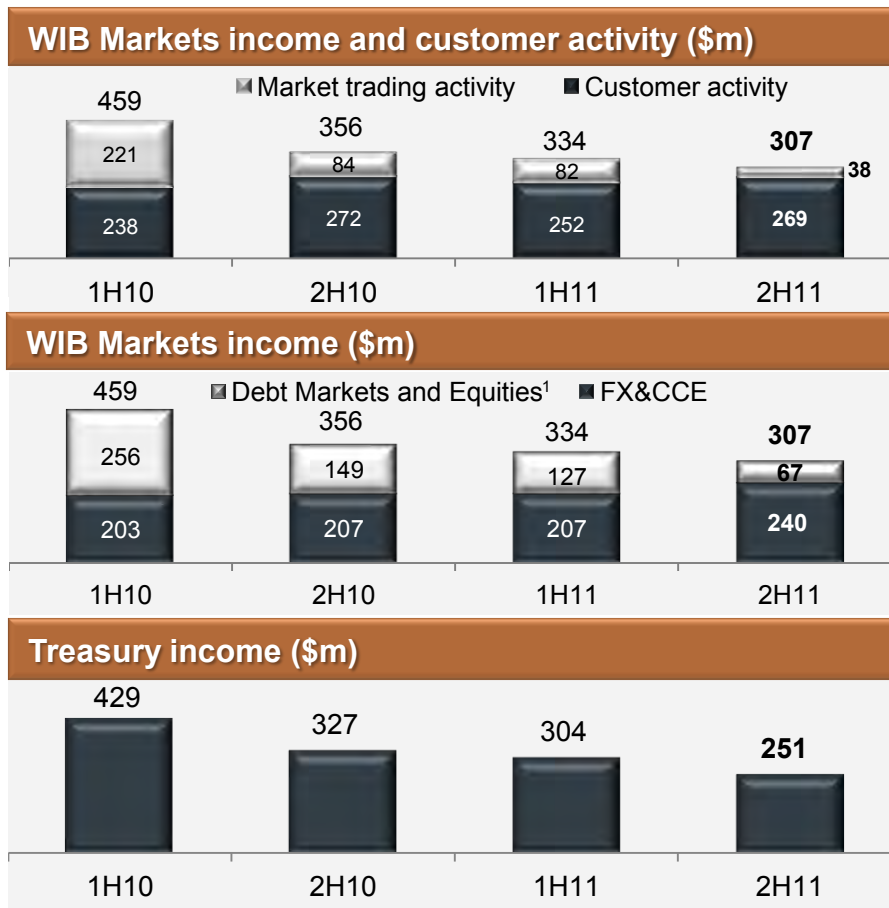 WIB Markets income and customer activity ($m)
Market trading activity Customer activity
459 356 334 307
221 84 82 38
238 272 252 269
1H10 2H10 1H11 2H11
WIB Markets income ($m)
Debt Markets and Equities¹ FX&CCE
459 356 334 307
256 149 127 67
203 207 207 240
1H10 2H10 1H11 2H11
Treasury income ($m)
429 327 304 251
1H10 2H10 1H11 2H11